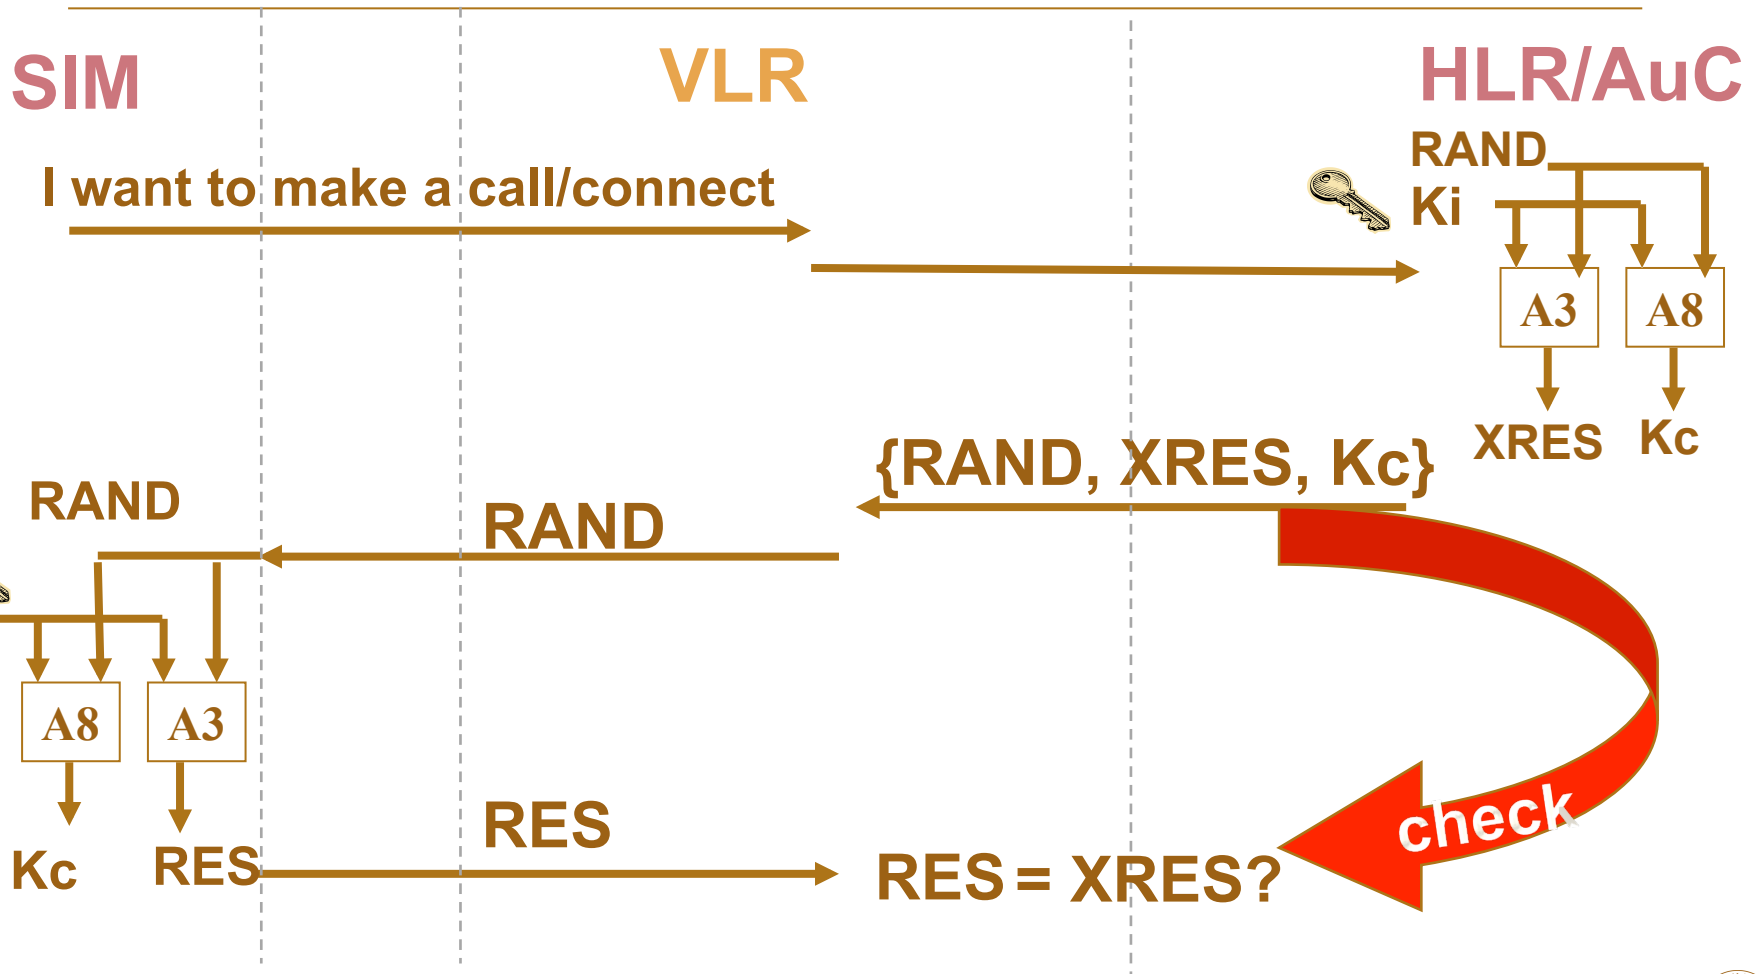 SIM
VLR
HLR/AuC
I want to make a call/connect
RAND
Ki
A3
A8
XRES
Kc
{RAND, XRES, Kc}
RAND
RAND
A8
A3
Kc
RES
RES
RES = XRES?
check